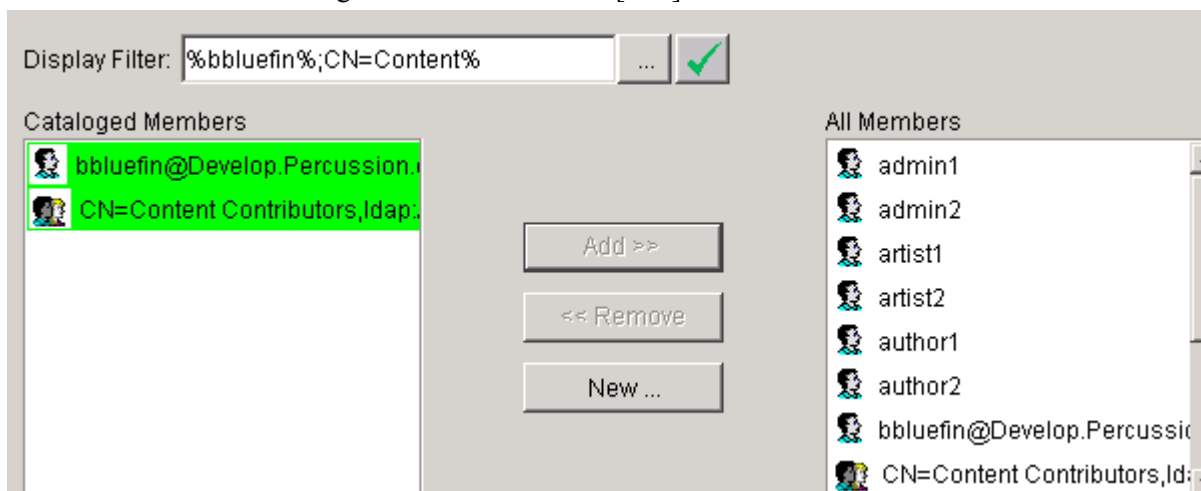 Display Filter: %bbluefin%;CN=Content% ...
Cataloged Members
bbluefin@Develop.Percussion.
CN=Content Contributors,ldap:
Add >>
<< Remove
New ...
All Members
admin1
admin2
artist1
artist2
author1
author2
bbluefin@Develop.Percussi
CN=Content Contributors,ld